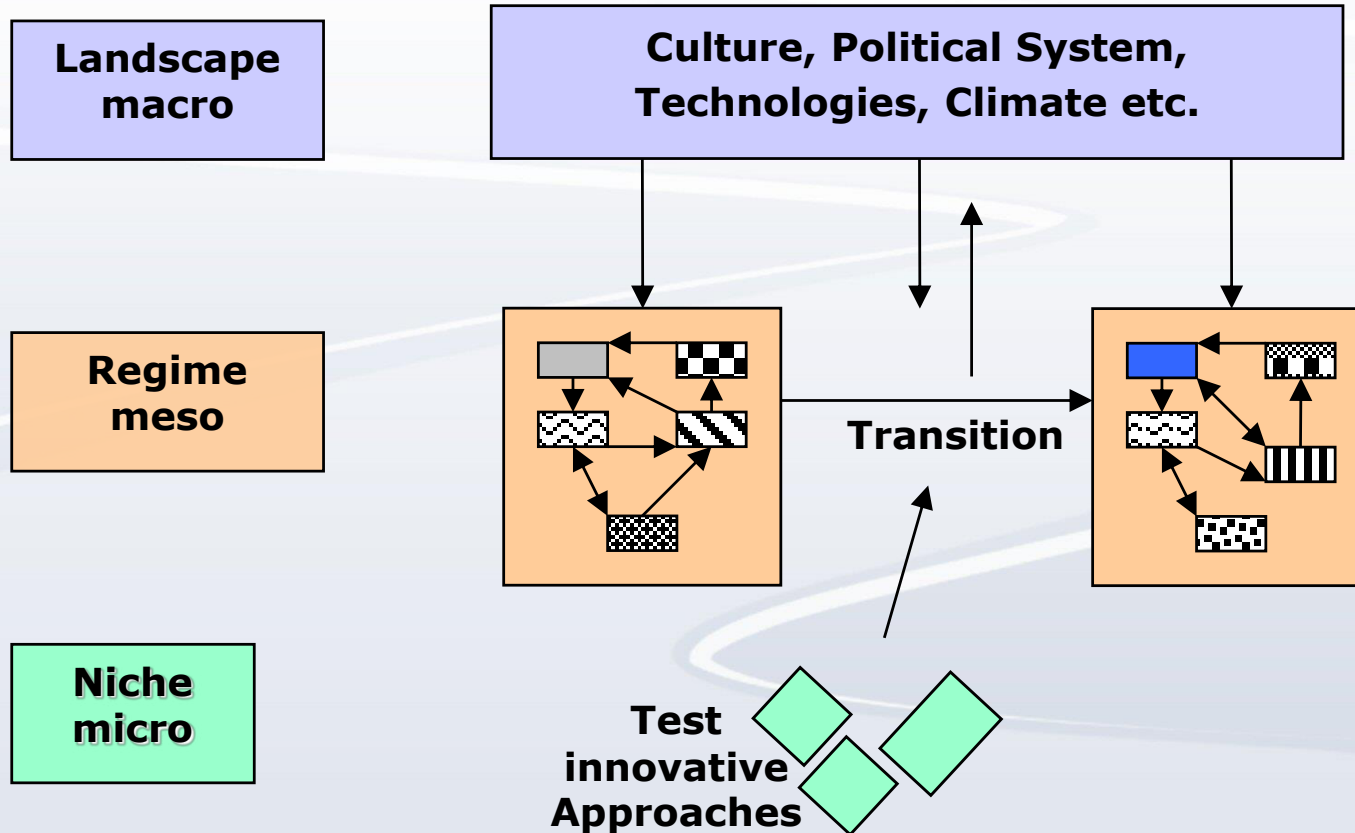 Landscape
macro
Culture, Political System,
Technologies, Climate etc.
Regime
meso
Transition
Niche
micro
Test
innovative
Approaches